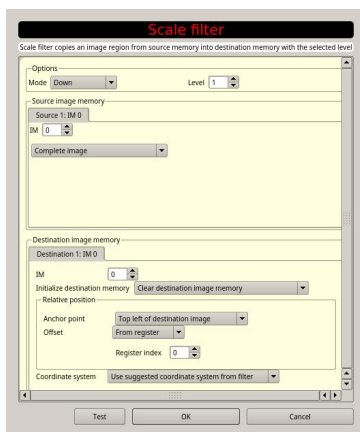 Scale filter
Scale filter copies an image region from source memory into destination memory with the selected level
Options
Mode Down Level 1
Source image memory
Source 1: IM 0
IM 0
Complete image
Destination image memory
Destination 1: IM 0
IM 0
Initialize destination memory Clear destination image memory
Relative position
Anchor point Top left of destination image
Offset From register
Register index 0
Coordinate system Use suggested coordinate system from filter
Test OK Cancel